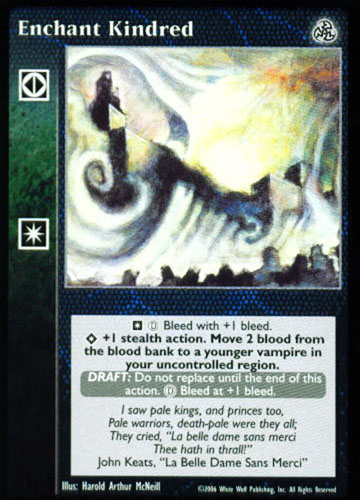 Enchant Kindred
Ⓓ Bleed with +1 bleed.
+1 stealth action. Move 2 blood from
the blood bank to a younger vampire in
your uncontrolled region.
DRAFT: Do not replace until the end of this
action. Ⓓ Bleed at +1 bleed.
I saw pale kings, and princes too,
Pale warriors, death-pale were they all;
They cried, "La belle dame sans merci
Thee hath in thrall!"
John Keats, "La Belle Dame Sans Merci"
Illus: Harold Arthur McNeill
©2006 White Wolf Publishing, Inc. All Rights Reserved